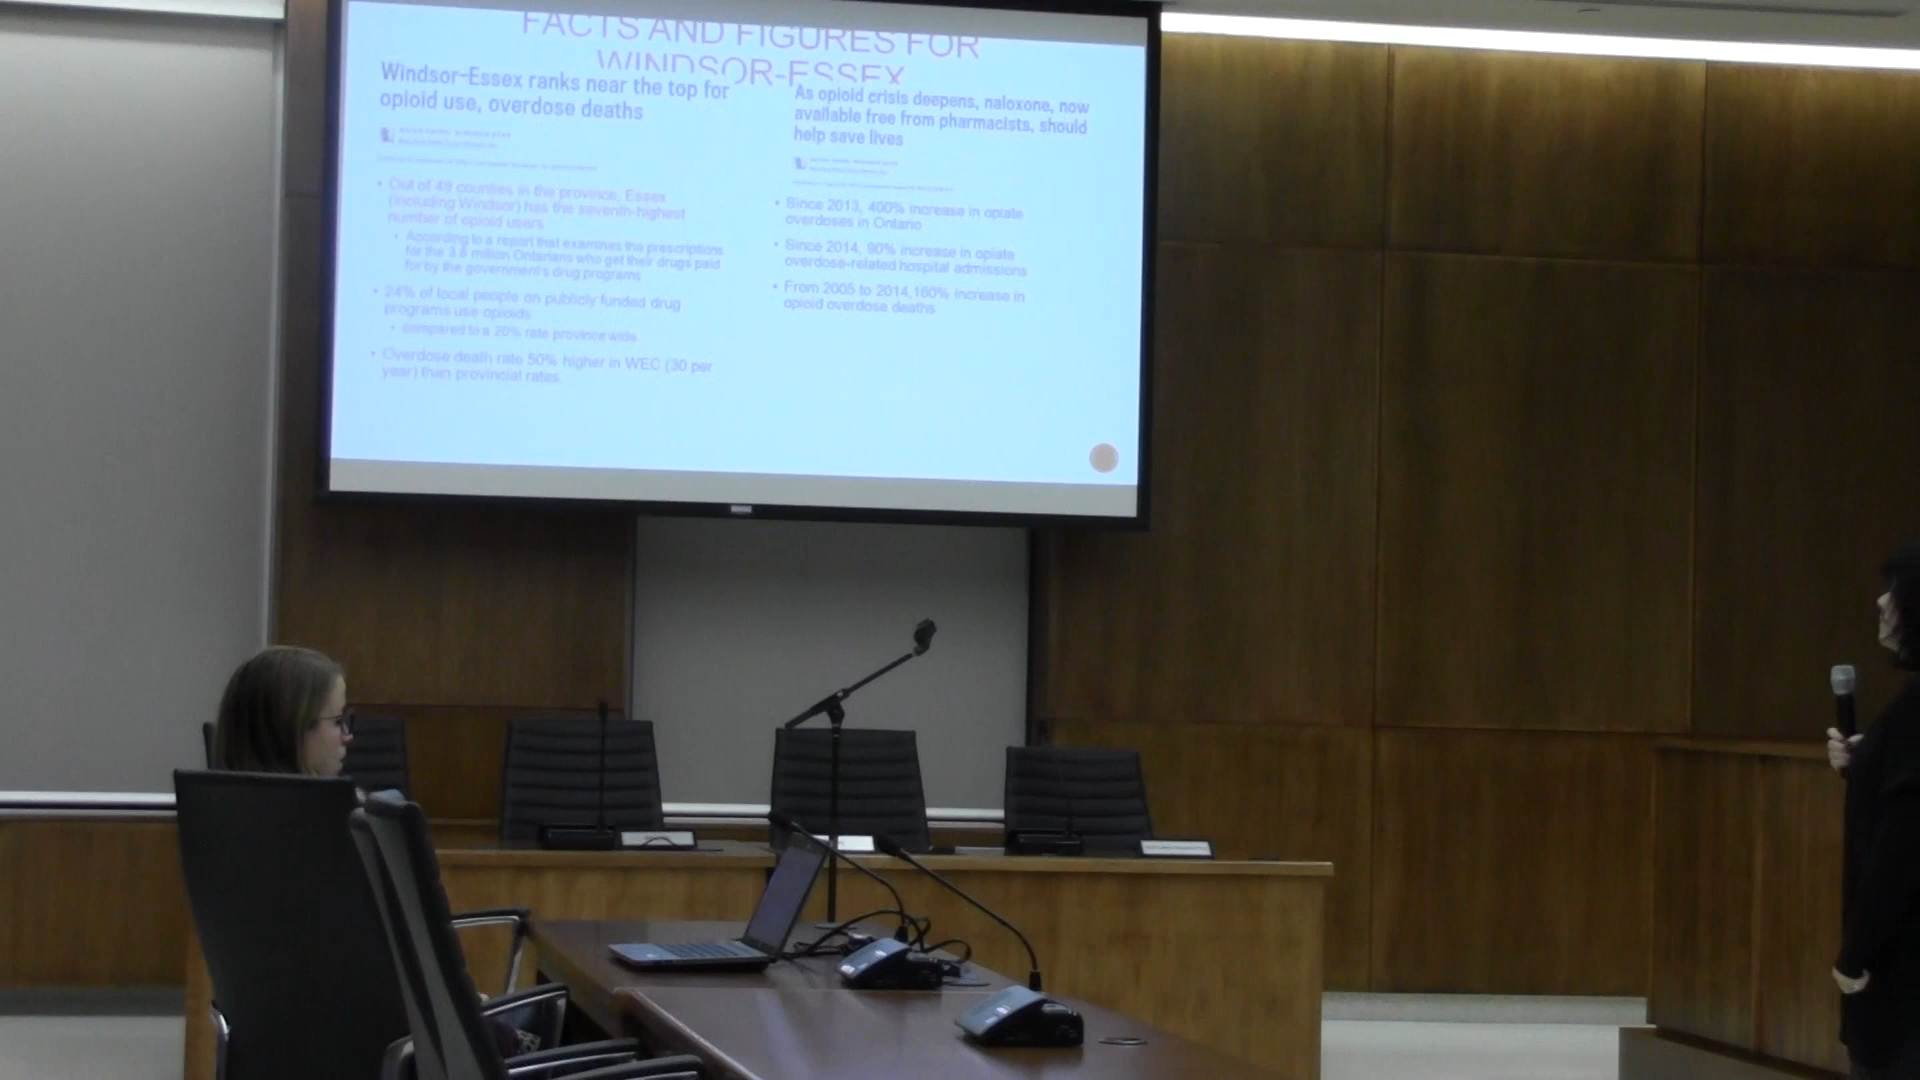 FACTS AND FIGURES FOR
WINDSOR-ESSEX
Windsor-Essex ranks near the top for
opioid use, overdose deaths
• Out of 49 counties in the province, Essex
(including Windsor) has the seventh-highest
number of opioid users
• According to a report that examines the prescriptions
for the 3.8 million Ontarians who get their drugs paid
for by the government's drug programs
• 24% of local people on publicly funded drug
programs use opioids
• compared to a 20% rate province wide
• Overdose death rate 50% higher in WEC (30 per
year) than provincial rates
As opioid crisis deepens, naloxone, now
available free from pharmacists, should
help save lives
• Since 2013, 400% increase in opiate
overdoses in Ontario
• Since 2014, 90% increase in opiate
overdose-related hospital admissions
• From 2005 to 2014,160% increase in
opioid overdose deaths